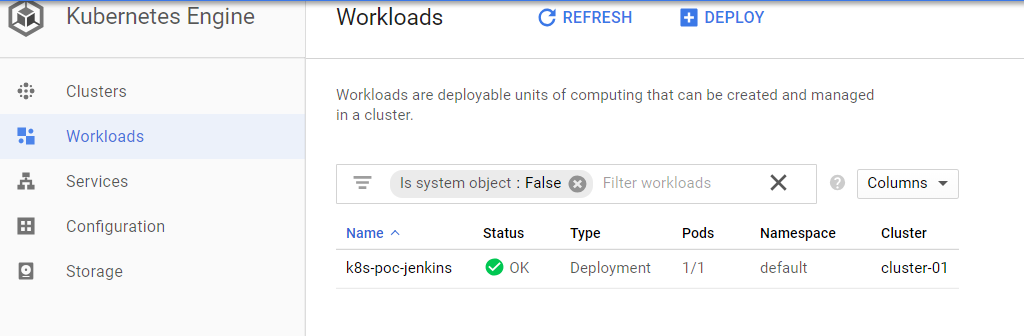 Kubernetes Engine
Workloads
REFRESH
DEPLOY
Clusters
Workloads
Services
Configuration
Storage
Workloads are deployable units of computing that can be created and managed
in a cluster.
Is system object : False Filter workloads
Columns
Name Status Type Pods Namespace Cluster
k8s-poc-jenkins OK Deployment 1/1 default cluster-01